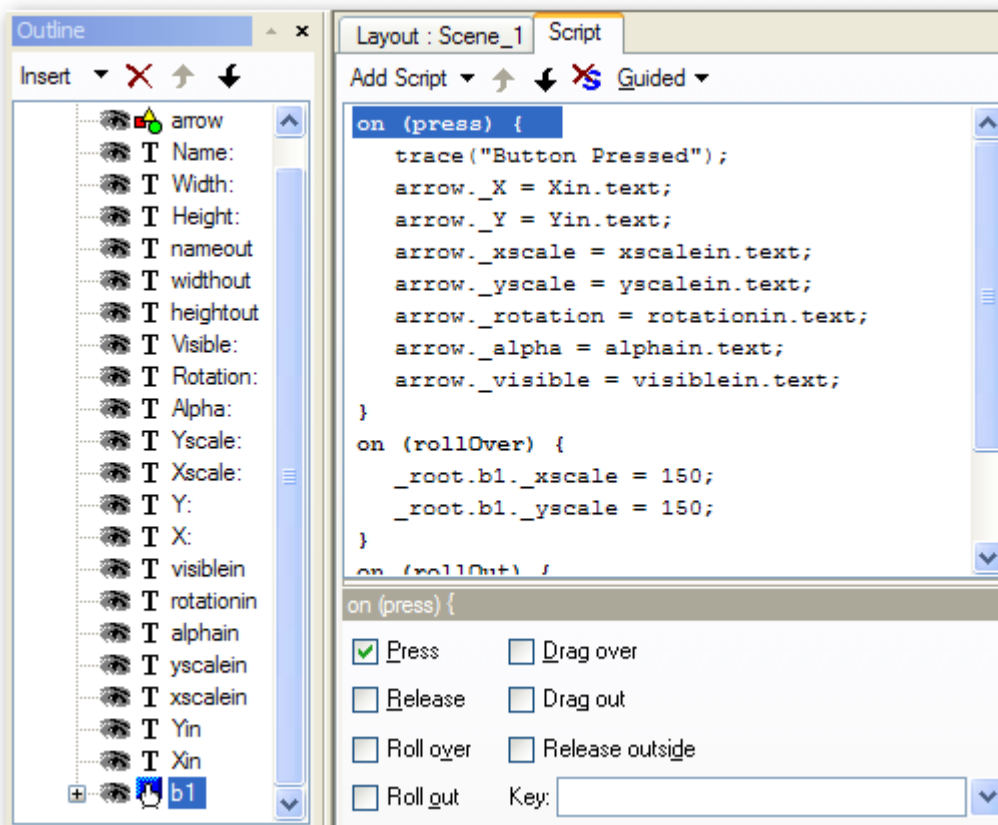 Outline
Insert
arrow
T Name:
T Width:
T Height:
T nameout
T widthout
T heightout
T Visible:
T Rotation:
T Alpha:
T Yscale:
T Xscale:
T Y:
T X:
T visiblein
T rotationin
T alphain
T yscalein
T xscalein
T Yin
T Xin
b1
Layout : Scene_1 Script
Add Script S Guided
on (press) {
trace("Button Pressed");
arrow._X = Xin.text;
arrow._Y = Yin.text;
arrow._xscale = xscalein.text;
arrow._yscale = yscalein.text;
arrow._rotation = rotationin.text;
arrow._alpha = alphain.text;
arrow._visible = visiblein.text;
}
on (rollOver) {
_root.b1._xscale = 150;
_root.b1._yscale = 150;
}
on (rollOut) {
on (press) {
Press Drag over
Release Drag out
Roll over Release outside
Roll out Key: